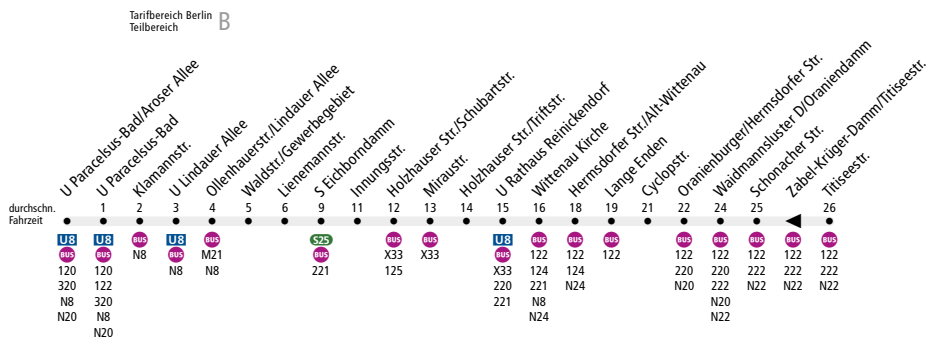 Tarifbereich Berlin
Teilbereich
B
U Paracelsus-Bad/Aroser Allee
U Paracelsus-Bad
Klamannstr.
U Lindauer Allee
Ollenhauerstr./Lindauer Allee
Waldstr./Gewerbegebiet
Lienemannstr.
S Eichborndamm
Innungsstr.
Holzhauser Str./Schubartstr.
Miraustr.
Holzhauser Str./Triftstr.
U Rathaus Reinickendorf
Wittenau Kirche
Hermsdorfer Str./Alt-Wittenau
Lange Enden
Cyclopstr.
Oranienburger/Hermsdorfer Str.
Waidmannsluster D/Oraniendamm
Schonacher Str.
Zabel-Krüger-Damm/Titiseestr.
Titiseestr.
durchschn. 1 2 3 4 5 6 9 11 12 13 14 15 16 18 19 21 22 24 25 26
Fahrzeit
U8 U8 BUS U8 BUS S25 BUS BUS U8 BUS BUS BUS BUS BUS BUS BUS BUS
BUS BUS N8 BUS M21 BUS X33 X33 BUS 122 122 122 122 122 122 122 122
120 120 N8 N8 221 125 X33 124 124 220 220 222 222 222
320 122 220 221 N24 N20 222 N22 N22 N22
N8 320 221 N8 N20
N20 N8 N24 N22
N20